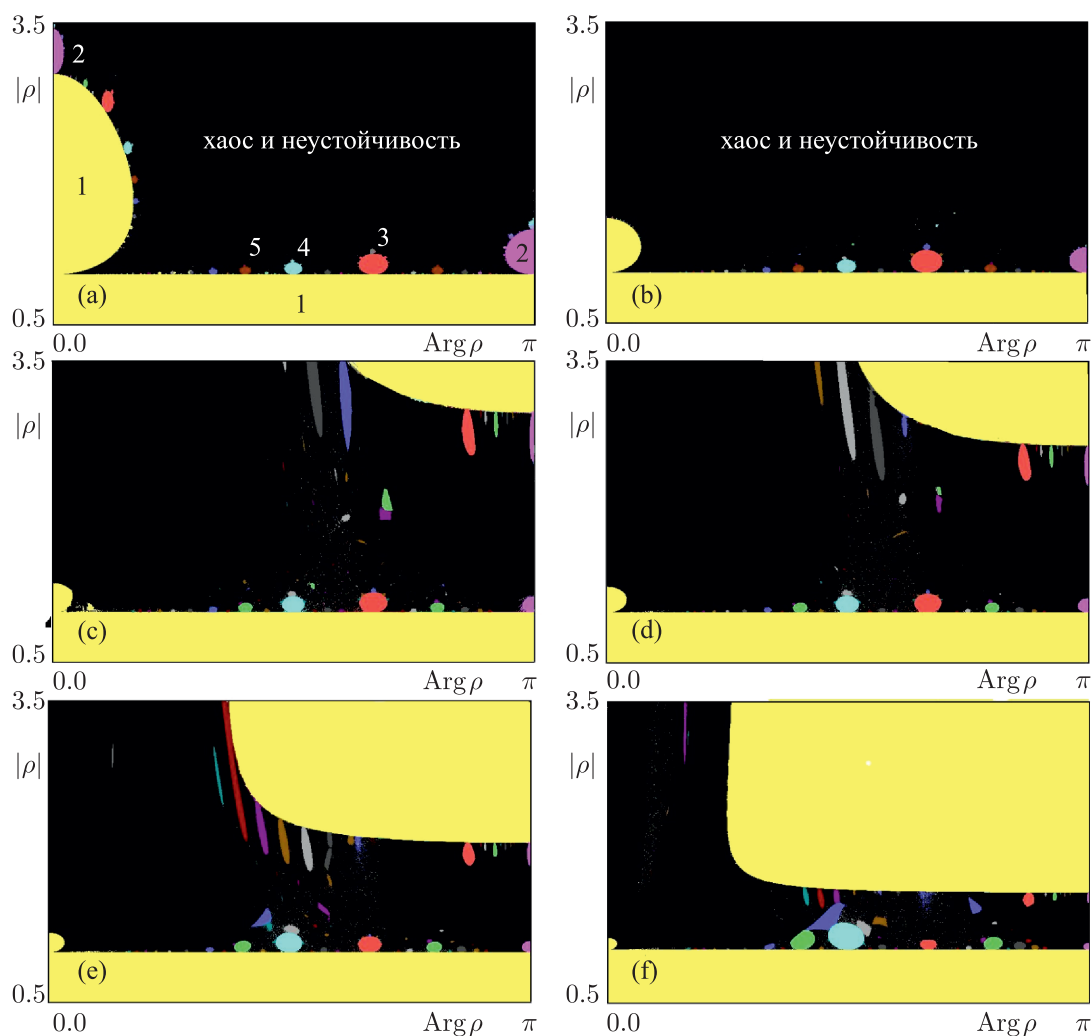 3.5 3.5
2
|ρ| |ρ|
хаос и неустойчивость хаос и неустойчивость
1
5 4 3 2
(a) 1 (b)
0.5 0.5
0.0 Arg ρ π 0.0 Arg ρ π
3.5 3.5
|ρ| |ρ|
(c) (d)
0.5 0.5
0.0 Arg ρ π 0.0 Arg ρ π
3.5 3.5
|ρ| |ρ|
(e) (f)
0.5 0.5
0.0 Arg ρ π 0.0 Arg ρ π